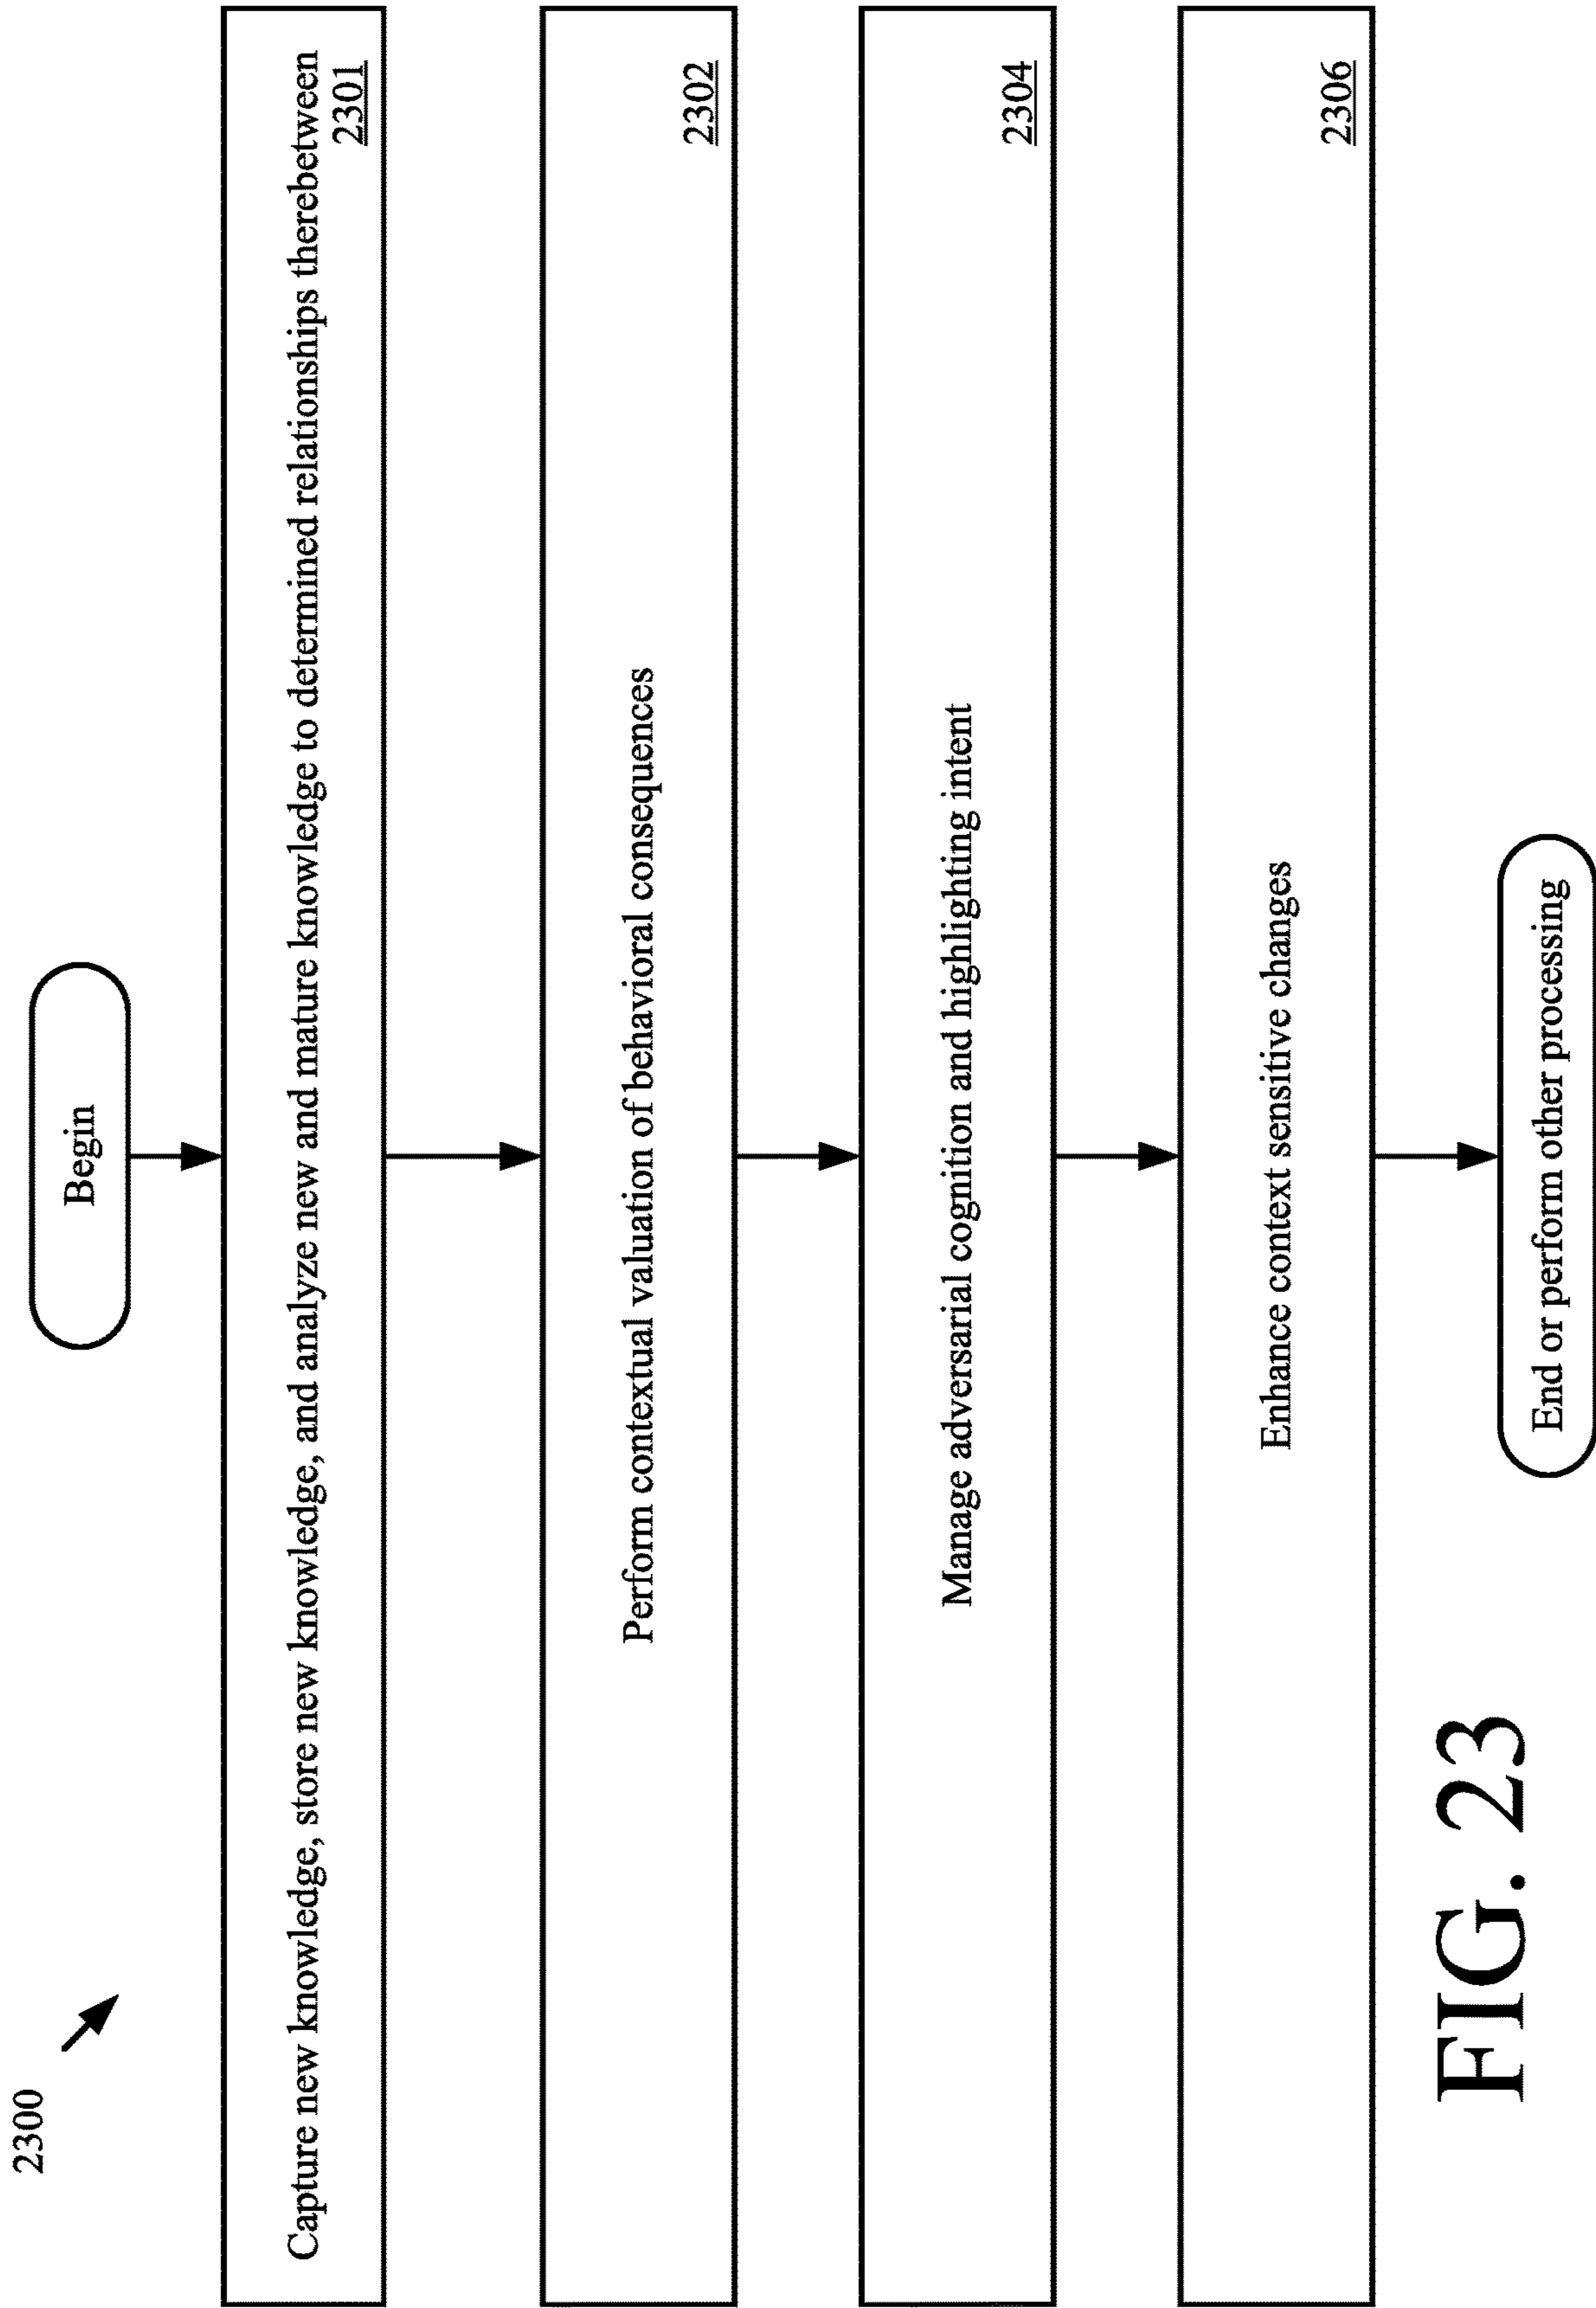 2300
Begin
Capture new knowledge, store new knowledge, and analyze new and mature knowledge to determined relationships therebetween
2301
Perform contextual valuation of behavioral consequences
2302
Manage adversarial cognition and highlighting intent
2304
Enhance context sensitive changes
2306
End or perform other processing
FIG. 23